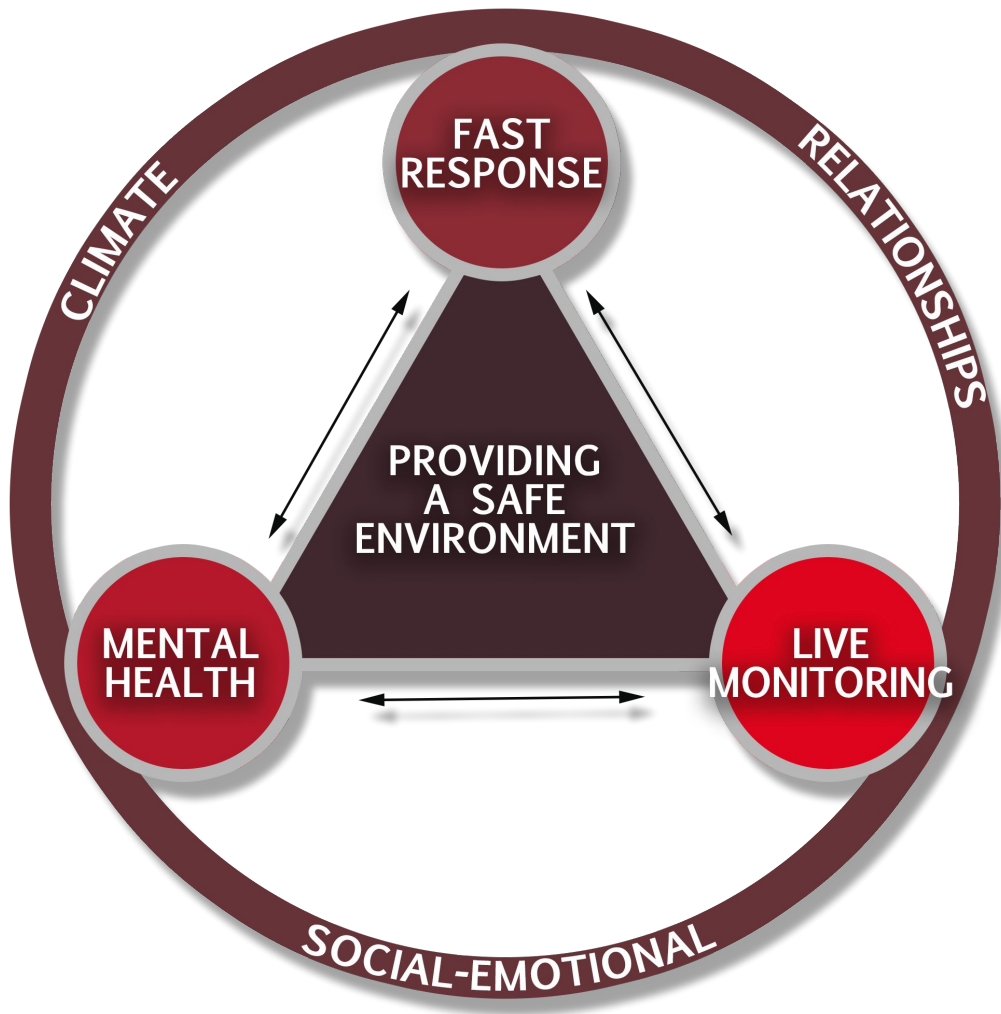 FAST
RESPONSE
CLIMATE
RELATIONSHIPS
PROVIDING
A SAFE
ENVIRONMENT
MENTAL
HEALTH
LIVE
MONITORING
SOCIAL-EMOTIONAL